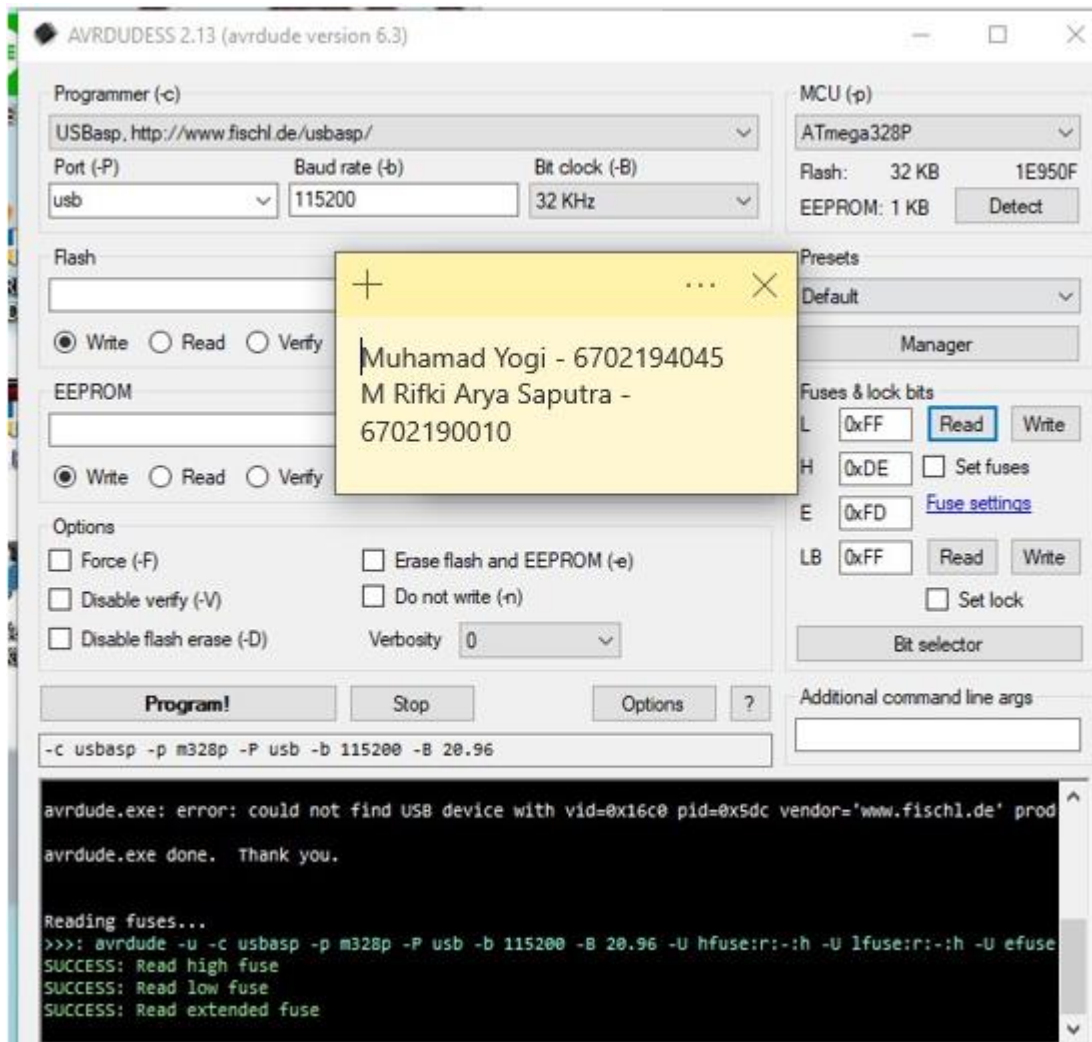 AVRDUDESS 2.13 (avrdude version 6.3)
Programmer (-c)
USBasp, http://www.fischl.de/usbasp/
Port (-P) Baud rate (-b) Bit clock (-B)
usb 115200 32 KHz
MCU (-p)
ATmega328P
Flash: 32 KB 1E950F
EEPROM: 1 KB Detect
Flash
Write Read Verify
EEPROM
Write Read Verify
Muhamad Yogi - 6702194045
M Rifki Arya Saputra -
6702190010
Presets
Default
Manager
Fuses & lock bits
L 0xFF Read Write
H 0xDE Set fuses
E 0xFD Fuse settings
LB 0xFF Read Write
Set lock
Bit selector
Options
Force (-F) Erase flash and EEPROM (-e)
Disable verify (-V) Do not write (-n)
Disable flash erase (-D) Verbosity 0
Program! Stop Options ?
Additional command line args
-c usbasp -p m328p -P usb -b 115200 -B 20.96
avrdude.exe: error: could not find USB device with vid=0x16c0 pid=0x5dc vendor='www.fischl.de' prod
avrdude.exe done. Thank you.
Reading fuses...
>>>: avrdude -u -c usbasp -p m328p -P usb -b 115200 -B 20.96 -U hfuse:r:-:h -U lfuse:r:-:h -U efuse
SUCCESS: Read high fuse
SUCCESS: Read low fuse
SUCCESS: Read extended fuse